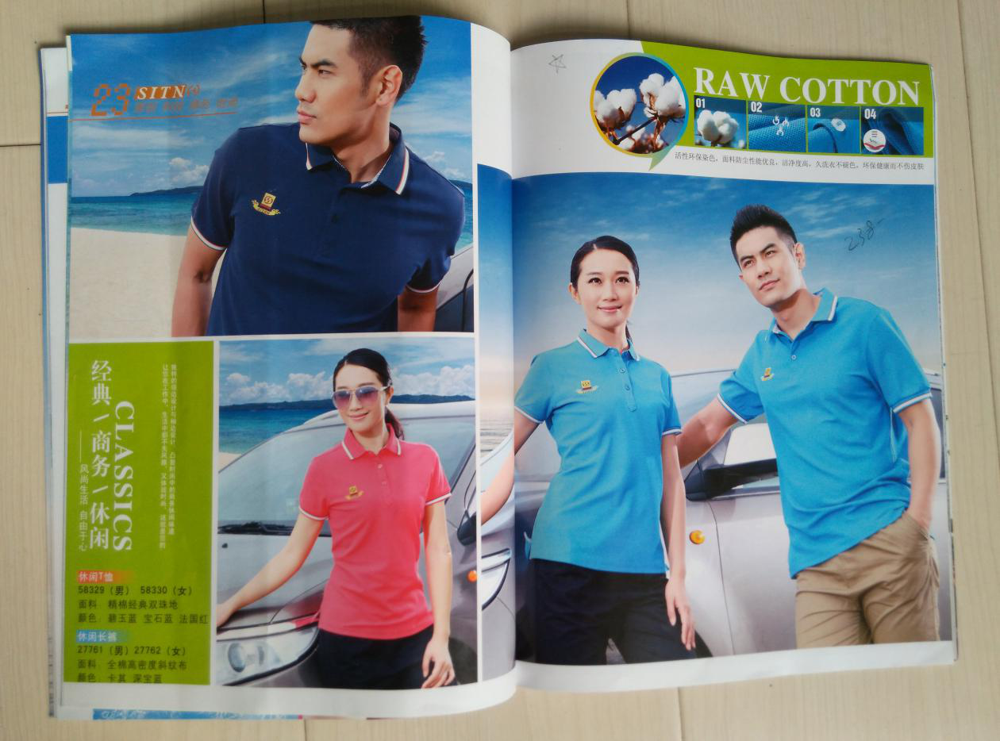 23 SITN
经典\商务\休闲
CLASSICS
——风尚生活 自由于心
休闲T恤
58329（男） 58330（女）
面料：精棉经典双珠地
颜色：碧玉蓝 宝石蓝 法国红
休闲长裤
27761（男）27762（女）
面料：全棉高密度斜纹布
颜色：卡其 深宝蓝
RAW COTTON
01 02 03 04
活性环保染色，面料防尘性能优良，洁净度高，久洗衣不褪色，环保健康而不伤皮肤
238-